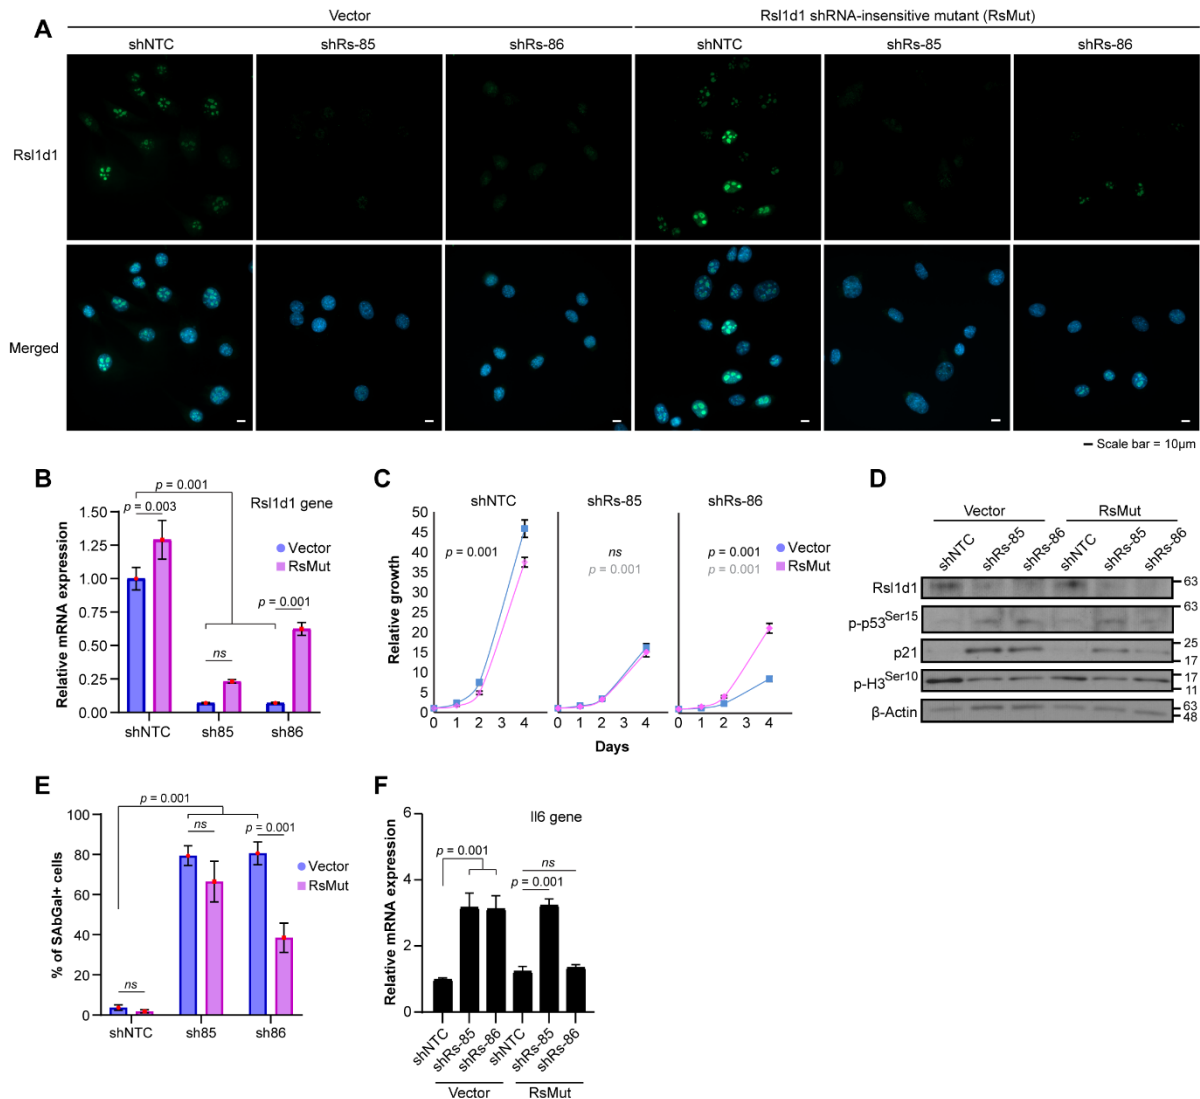 A
Vector
Rsl1d1 shRNA-insensitive mutant (RsMut)
shNTC
shRs-85
shRs-86
shNTC
shRs-85
shRs-86
Rsl1d1
Merged
Scale bar = 10µm
B
p = 0.001
Rsl1d1 gene
p = 0.003
Vector
RsMut
p = 0.001
ns
Relative mRNA expression
1.50
1.25
1.00
0.75
0.50
0.25
0.00
shNTC
sh85
sh86
C
shNTC
shRs-85
shRs-86
Relative growth
50
45
40
35
30
25
20
15
10
5
0
p = 0.001
ns
p = 0.001
p = 0.001
p = 0.001
Vector
RsMut
0 1 2 4
0 1 2 4
0 1 2 4
Days
D
Vector
RsMut
shNTC
shRs-85
shRs-86
shNTC
shRs-85
shRs-86
Rsl1d1
63
p-p53Ser15
63
p21
25
17
p-H3Ser10
17
11
β-Actin
63
48
E
p = 0.001
ns
p = 0.001
ns
Vector
RsMut
% of SAbGal+ cells
100
80
60
40
20
0
shNTC
sh85
sh86
F
Il6 gene
p = 0.001
ns
p = 0.001
Relative mRNA expression
6
4
2
0
shNTC
shRs-85
shRs-86
shNTC
shRs-85
shRs-86
Vector
RsMut